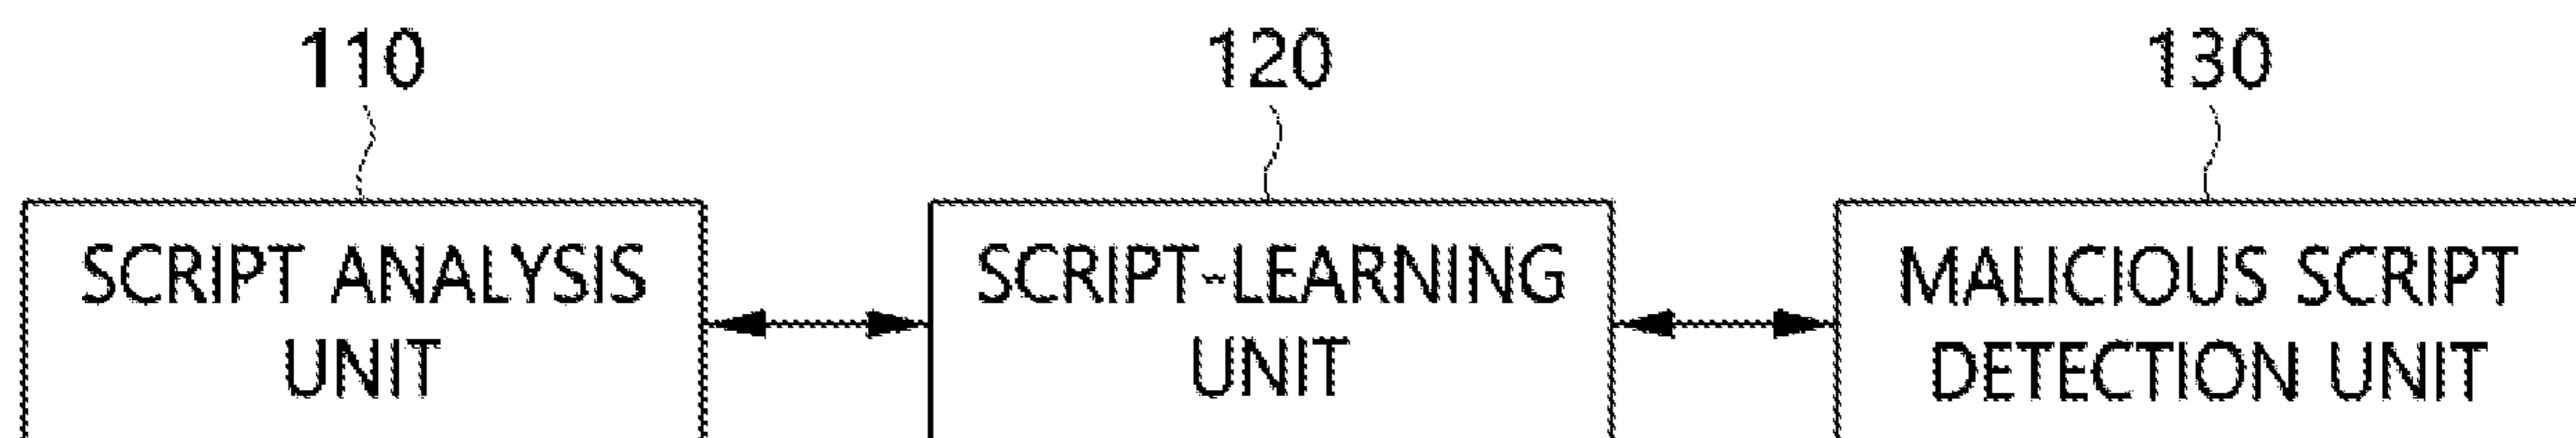 110
120
130
SCRIPT ANALYSIS
UNIT
SCRIPT-LEARNING
UNIT
MALICIOUS SCRIPT
DETECTION UNIT